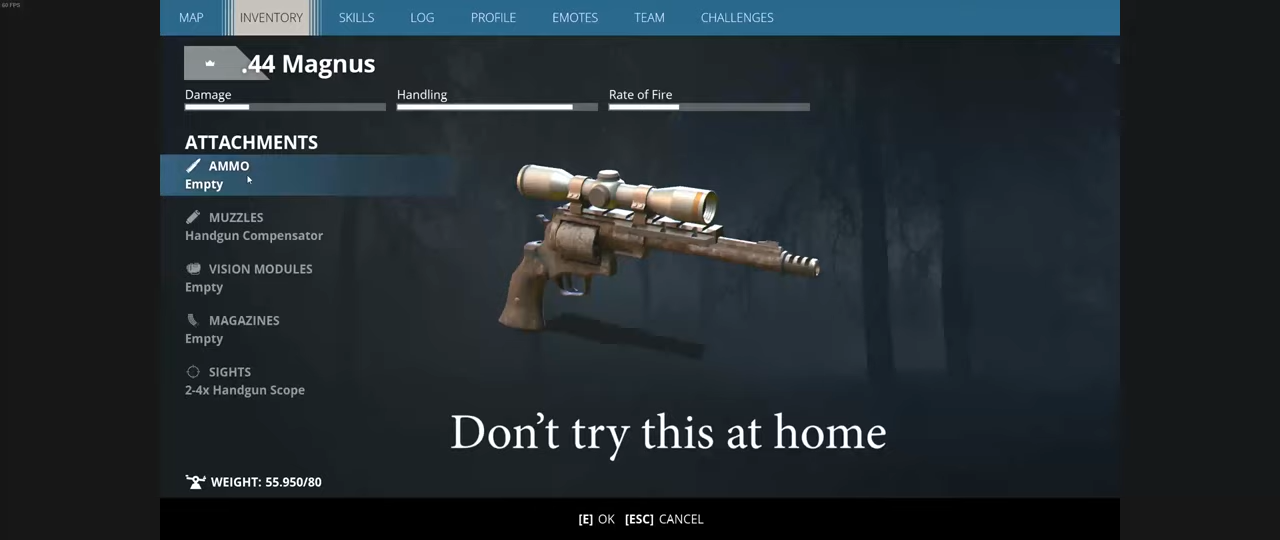 60 FPS
MAP INVENTORY SKILLS LOG PROFILE EMOTES TEAM CHALLENGES
.44 Magnus
Damage Handling Rate of Fire
ATTACHMENTS
AMMO
Empty
MUZZLES
Handgun Compensator
VISION MODULES
Empty
MAGAZINES
Empty
SIGHTS
2-4x Handgun Scope
Don't try this at home
WEIGHT: 55.950/80
[E] OK [ESC] CANCEL